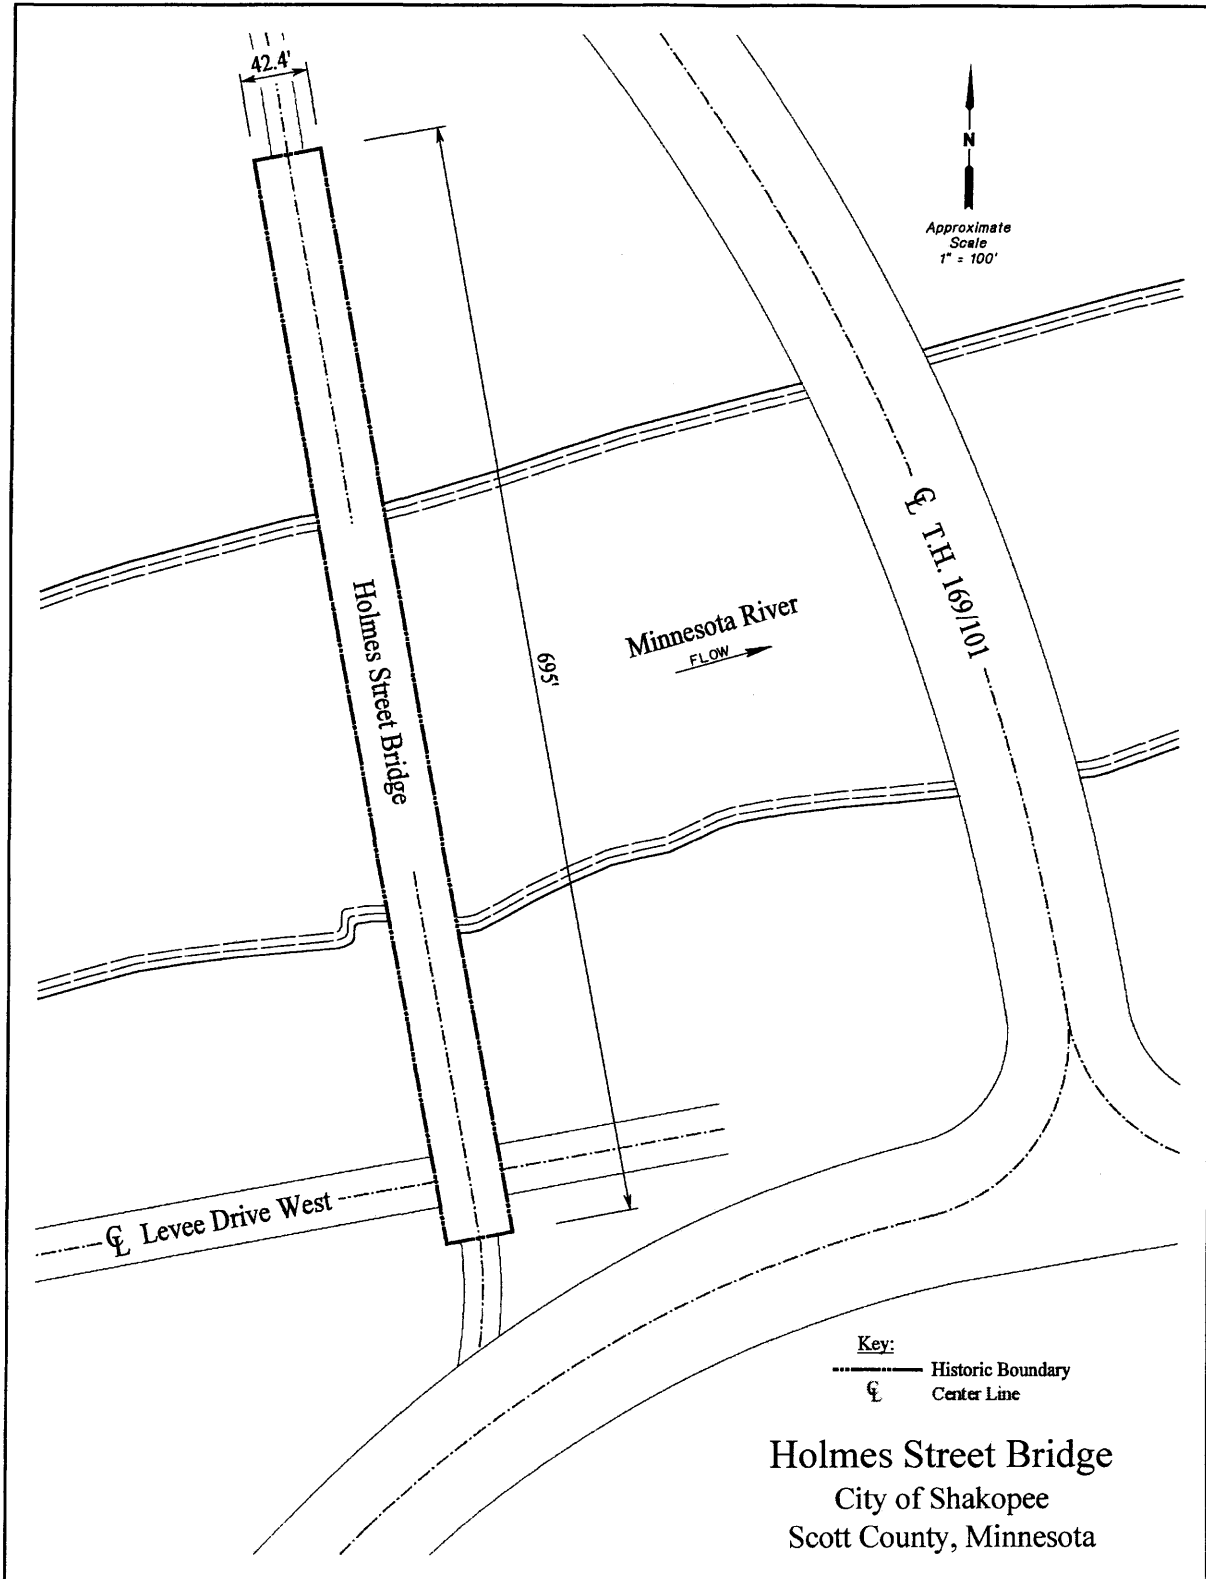 42.4'
N
Approximate
Scale
1" = 100'
℄ T.H. 169/101
Holmes Street Bridge
695'
Minnesota River
FLOW
℄ Levee Drive West
Key:
Historic Boundary
℄ Center Line
Holmes Street Bridge
City of Shakopee
Scott County, Minnesota